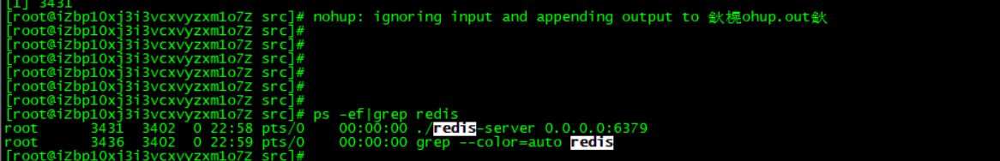 [1] 3431
[root@iZbp10xj3i3vcxvyzxm1o7Z src]# nohup: ignoring input and appending output to 鈥榥ohup.out鈥
[root@iZbp10xj3i3vcxvyzxm1o7Z src]#
[root@iZbp10xj3i3vcxvyzxm1o7Z src]#
[root@iZbp10xj3i3vcxvyzxm1o7Z src]#
[root@iZbp10xj3i3vcxvyzxm1o7Z src]#
[root@iZbp10xj3i3vcxvyzxm1o7Z src]#
[root@iZbp10xj3i3vcxvyzxm1o7Z src]#
[root@iZbp10xj3i3vcxvyzxm1o7Z src]# ps -ef|grep redis
root 3431 3402 0 22:58 pts/0 00:00:00 ./redis-server 0.0.0.0:6379
root 3436 3402 0 22:59 pts/0 00:00:00 grep --color=auto redis
[root@iZbp10xj3i3vcxvyzxm1o7Z src]#